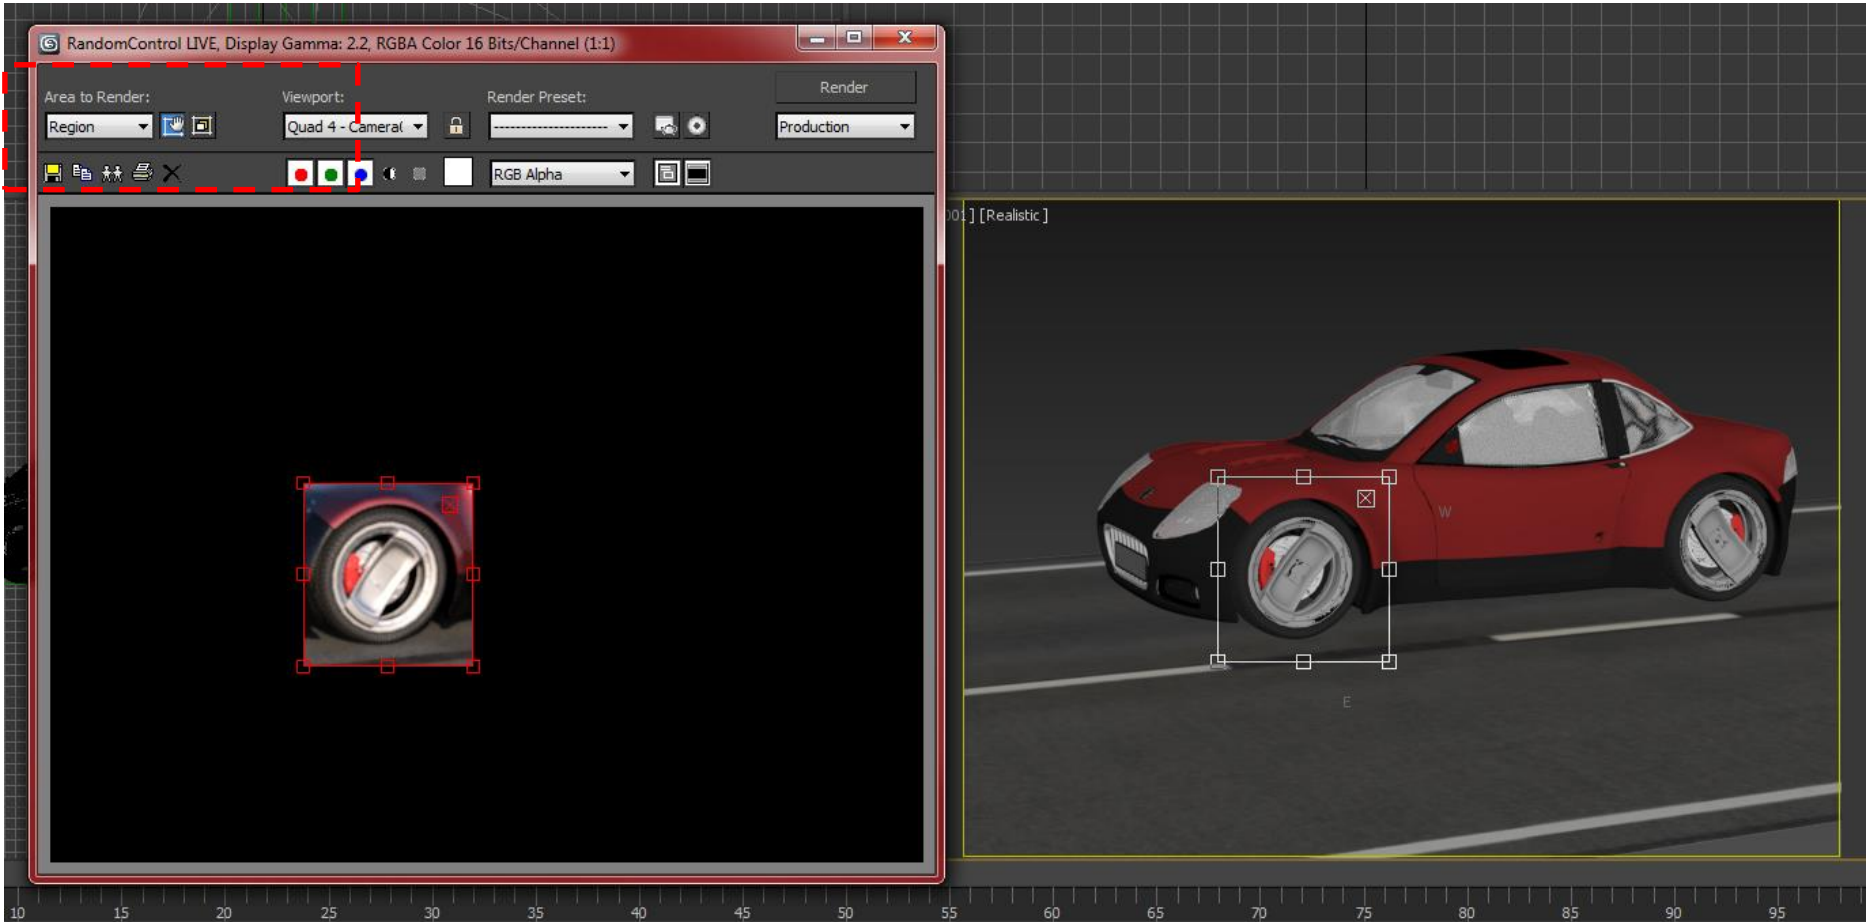 RandomControl LIVE, Display Gamma: 2.2, RGBA Color 16 Bits/Channel (1:1)
Area to Render:
Viewport:
Render Preset:
Render
Region
Quad 4 - Camera
--------------------
Production
RGB Alpha
001 ] [Realistic ]
W
E
10 15 20 25 30 35 40 45 50 55 60 65 70 75 80 85 90 95